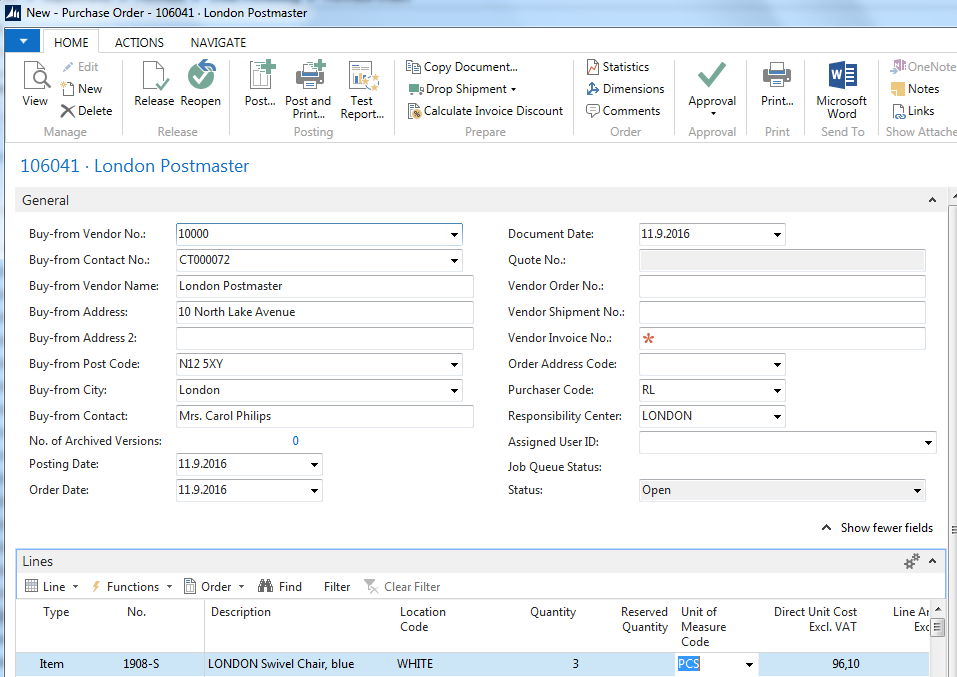 New - Purchase Order - 106041 · London Postmaster
HOME ACTIONS NAVIGATE
View
Edit
New
Delete
Manage
Release Reopen
Release
Post... Post and Print... Test Report...
Posting
Copy Document...
Drop Shipment
Calculate Invoice Discount
Prepare
Statistics
Dimensions
Comments
Order
Approval
Approval
Print...
Print
Microsoft Word
Send To
OneNote
Notes
Links
Show Attache
106041 · London Postmaster
General
Buy-from Vendor No.: 10000
Buy-from Contact No.: CT000072
Buy-from Vendor Name: London Postmaster
Buy-from Address: 10 North Lake Avenue
Buy-from Address 2:
Buy-from Post Code: N12 5XY
Buy-from City: London
Buy-from Contact: Mrs. Carol Philips
No. of Archived Versions: 0
Posting Date: 11.9.2016
Order Date: 11.9.2016
Document Date: 11.9.2016
Quote No.:
Vendor Order No.:
Vendor Shipment No.:
Vendor Invoice No.: *
Order Address Code:
Purchaser Code: RL
Responsibility Center: LONDON
Assigned User ID:
Job Queue Status:
Status: Open
Show fewer fields
Lines
Line Functions Order Find Filter Clear Filter
Type No. Description Location Code Quantity Reserved Quantity Unit of Measure Code Direct Unit Cost Excl. VAT
Item 1908-S LONDON Swivel Chair, blue WHITE 3 PCS 96,10